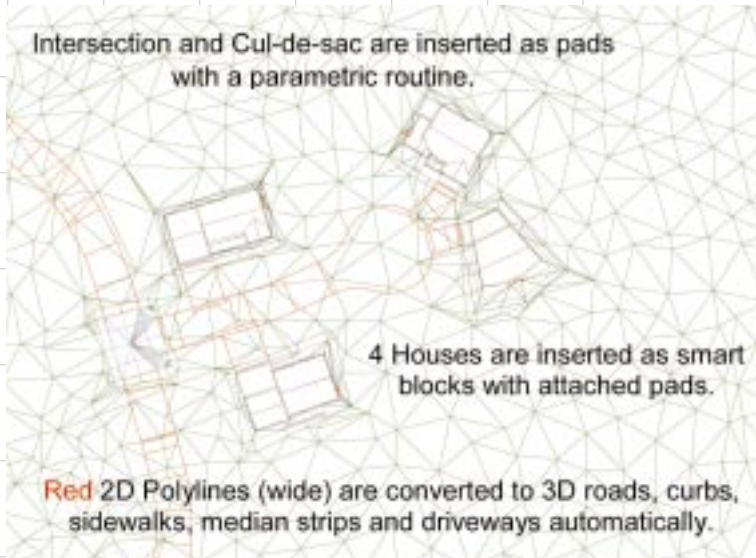 Intersection and Cul-de-sac are inserted as pads
with a parametric routine.
4 Houses are inserted as smart
blocks with attached pads.
Red 2D Polylines (wide) are converted to 3D roads, curbs,
sidewalks, median strips and driveways automatically.